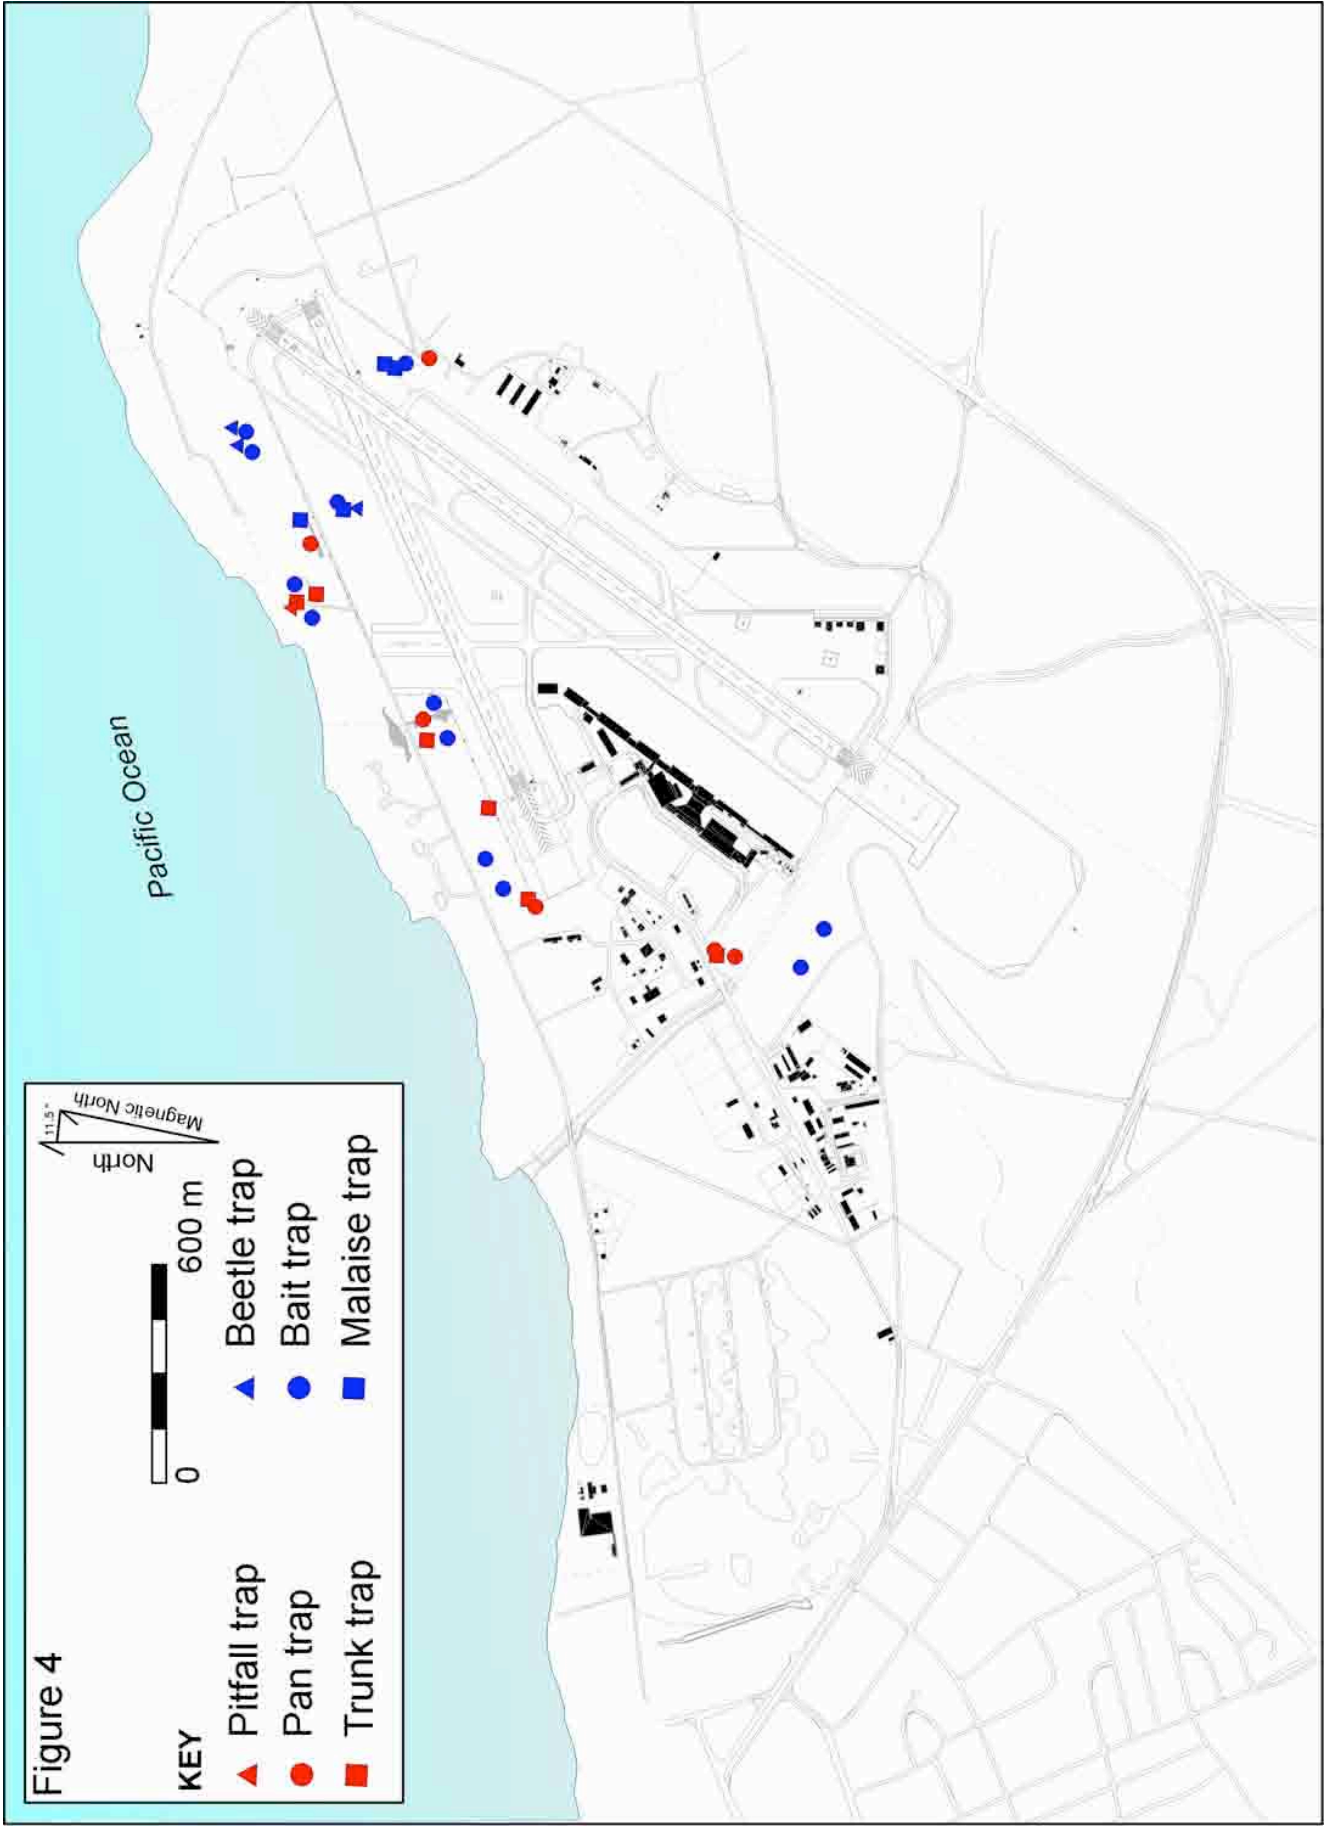 Figure 4
KEY
Pitfall trap
Pan trap
Trunk trap
Beetle trap
Bait trap
Malaise trap
0
600 m
North
11.5 °
Magnetic North
Pacific Ocean